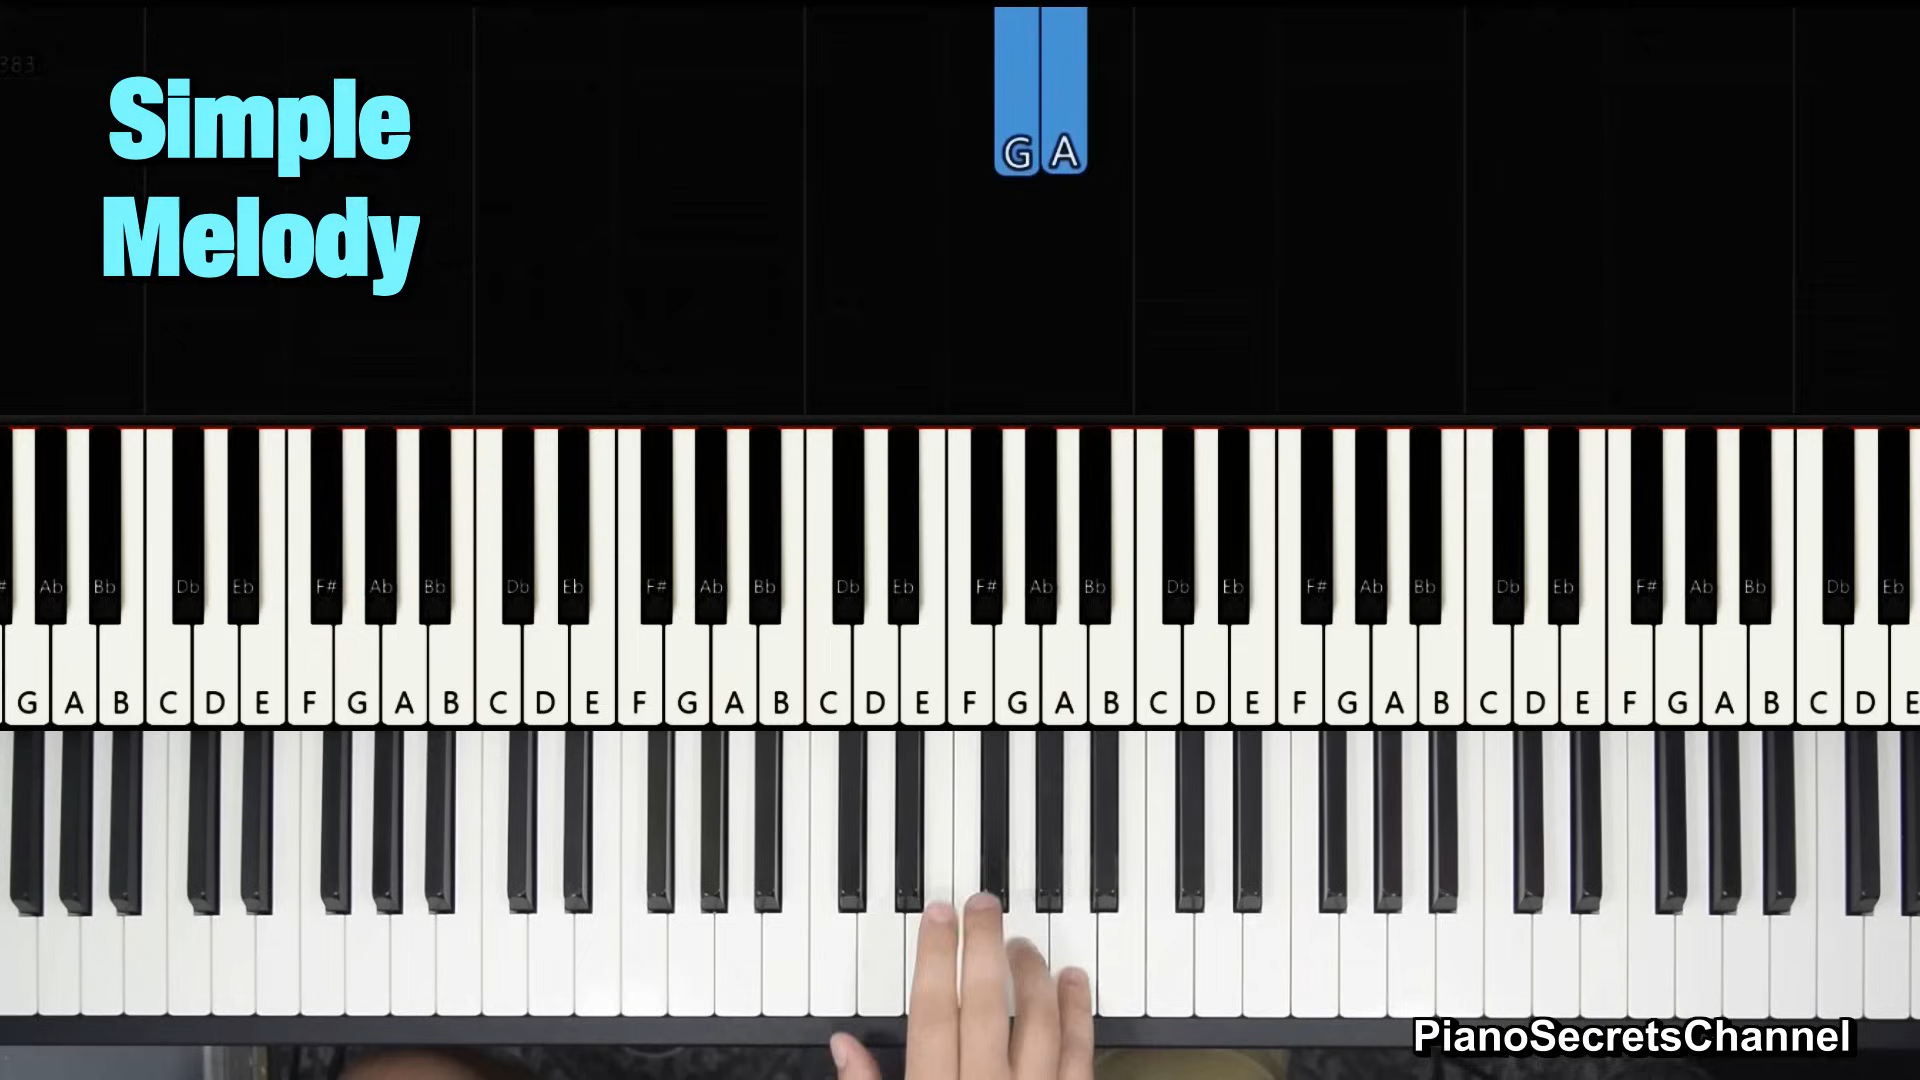 383
Simple
Melody
G A
# Ab Bb Db Eb F# Ab Bb Db Eb F# Ab Bb Db Eb F# Ab Bb Db Eb F# Ab Bb Db Eb F# Ab Bb Db Eb
G A B C D E F G A B C D E F G A B C D E F G A B C D E F G A B C D E F G A B C D E
PianoSecretsChannel